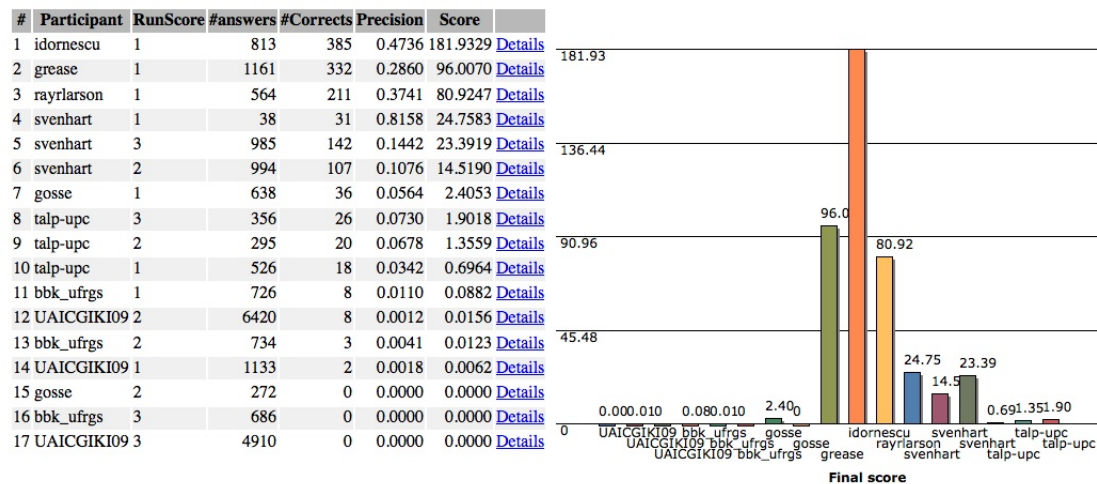 # Participant RunScore #answers #Corrects Precision Score
1 idornescu 1 813 385 0.4736 181.9329 Details
2 grease 1 1161 332 0.2860 96.0070 Details
3 rayrlarson 1 564 211 0.3741 80.9247 Details
4 svenhart 1 38 31 0.8158 24.7583 Details
5 svenhart 3 985 142 0.1442 23.3919 Details
6 svenhart 2 994 107 0.1076 14.5190 Details
7 gosse 1 638 36 0.0564 2.4053 Details
8 talp-upc 3 356 26 0.0730 1.9018 Details
9 talp-upc 2 295 20 0.0678 1.3559 Details
10 talp-upc 1 526 18 0.0342 0.6964 Details
11 bbk_ufrgs 1 726 8 0.0110 0.0882 Details
12 UAICGIKI09 2 6420 8 0.0012 0.0156 Details
13 bbk_ufrgs 2 734 3 0.0041 0.0123 Details
14 UAICGIKI09 1 1133 2 0.0018 0.0062 Details
15 gosse 2 272 0 0.0000 0.0000 Details
16 bbk_ufrgs 3 686 0 0.0000 0.0000 Details
17 UAICGIKI09 3 4910 0 0.0000 0.0000 Details
181.93
136.44
96.0
90.96
80.92
45.48
24.75 23.39
14.5
0.00 0.01 0 0.08 0.01 0 2.40 0 0.69 1.35 1.90
0
UAICGIKI09 bbk_ufrgs gosse idornescu svenhart talp-upc
UAICGIKI09 bbk_ufrgs gosse rayrlarson svenhart talp-upc
UAICGIKI09 bbk_ufrgs grease svenhart talp-upc
Final score